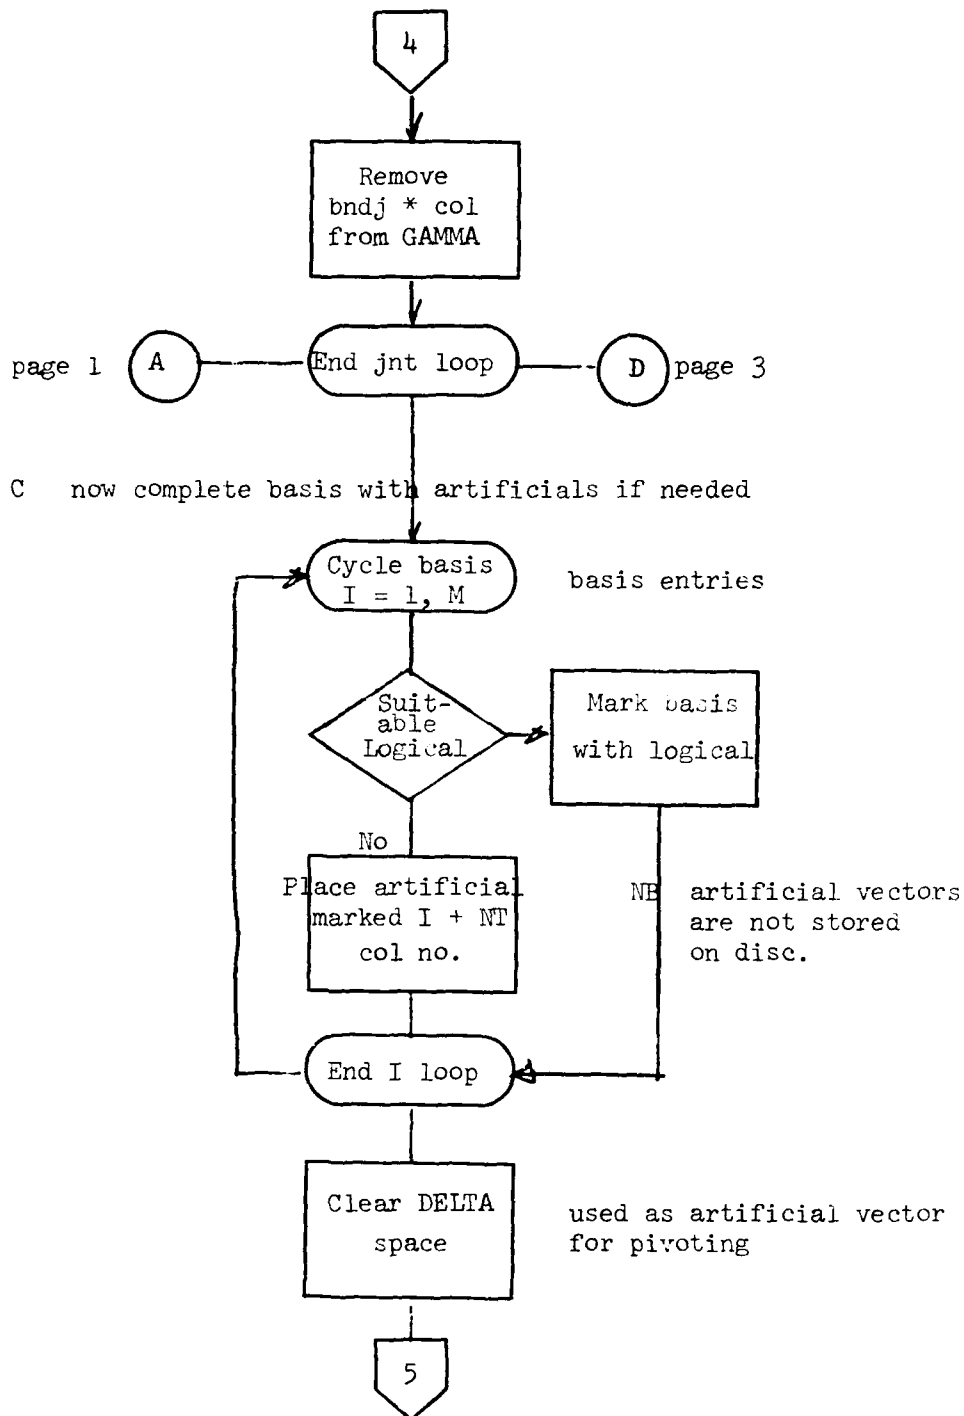 4
Remove
bndj * col
from GAMMA
page 1 A End jnt loop D page 3
C now complete basis with artificials if needed
Cycle basis
I = 1, M
basis entries
Suit-
able
Logical
Mark basis
with logical
No
Place artificial
marked I + NT
col no.
NB artificial vectors
are not stored
on disc.
End I loop
Clear DELTA
space
used as artificial vector
for pivoting
5